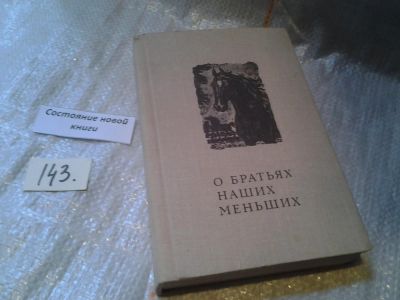 Состояние новой
книги
143.
О БРАТЬЯХ
НАШИХ
МЕНЬШИХ